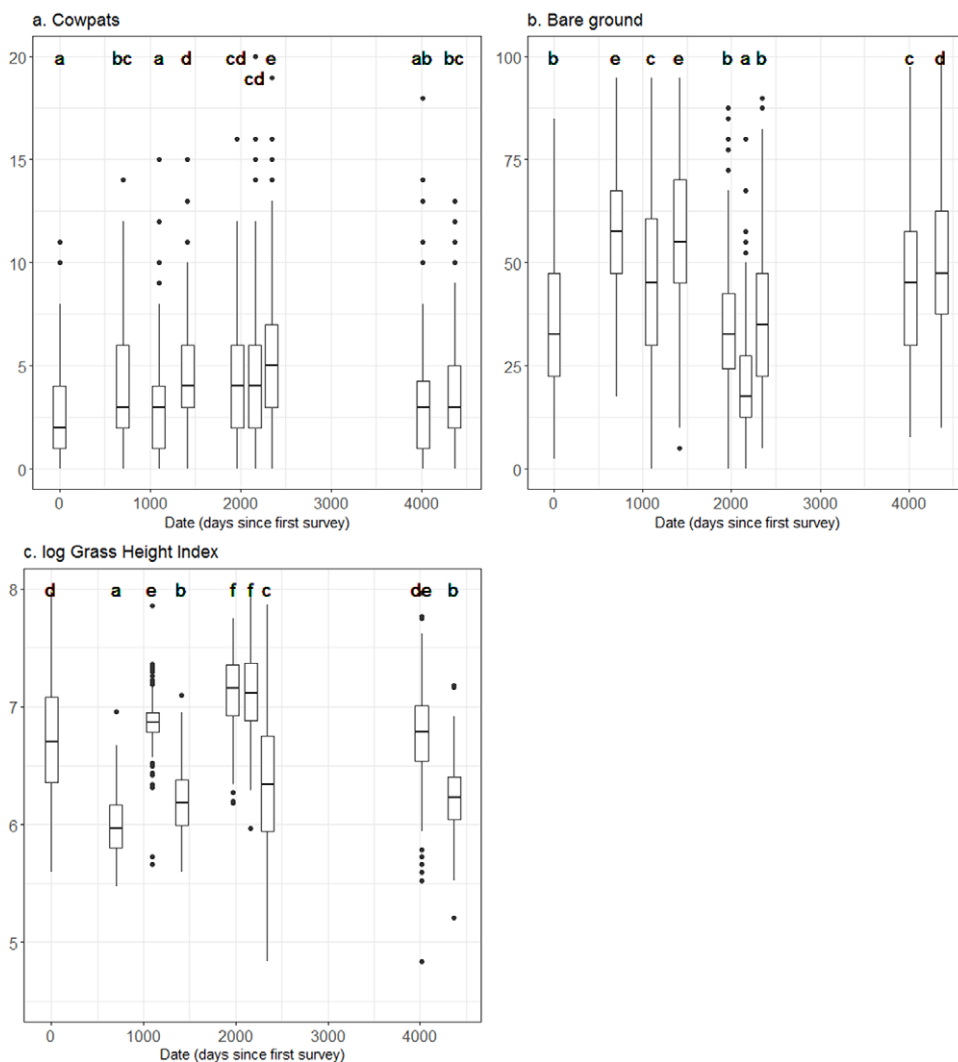 a. Cowpats
20
15
10
5
0
a bc a d cd cd e ab bc
0 1000 2000 3000 4000
Date (days since first survey)
b. Bare ground
100
75
50
25
0
b e c e b a b c d
0 1000 2000 3000 4000
Date (days since first survey)
c. log Grass Height Index
8
7
6
5
d a e b f f c de b
0 1000 2000 3000 4000
Date (days since first survey)